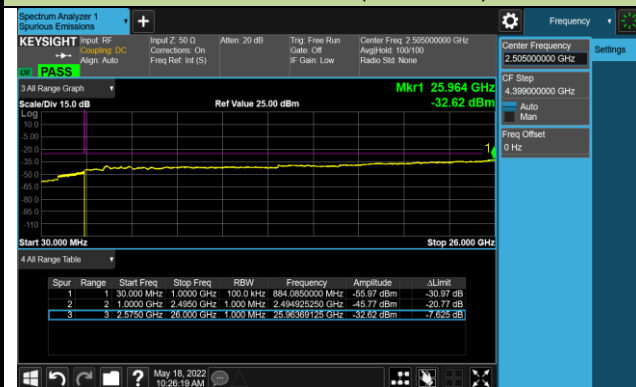 Spectrum Analyzer 1
Spurious Emissions
Frequency
KEYSIGHT
Input: RF
Coupling: DC
Align: Auto
Input Z: 50 Ω
Corrections: On
Freq Ref: Int (S)
Atten: 20 dB
Trig: Free Run
Gate: Off
IF Gain: Low
Center Freq: 2.505000000 GHz
Avg|Hold: 100/100
Radio Std: None
PASS
Center Frequency
2.505000000 GHz
Settings
CF Step
4.399000000 GHz
Auto
Man
Freq Offset
0 Hz
3 All Range Graph
Mkr1 25.964 GHz
Scale/Div 15.0 dB
Ref Value 25.00 dBm
-32.62 dBm
Log
10.0
-5.00
-20.0
-35.0
-50.0
-65.0
-80.0
-95.0
-110
1
Start 30.000 MHz
Stop 26.000 GHz
4 All Range Table
Spur Range Start Freq Stop Freq RBW Frequency Amplitude ΔLimit
1 1 30.000 MHz 1.0000 GHz 100.0 kHz 884.0850000 MHz -55.97 dBm -30.97 dB
2 2 1.0000 GHz 2.4950 GHz 1.000 MHz 2.494925250 GHz -45.77 dBm -20.77 dB
3 3 2.5750 GHz 26.000 GHz 1.000 MHz 25.96369125 GHz -32.62 dBm -7.625 dB
?
May 18, 2022
10:26:19 AM